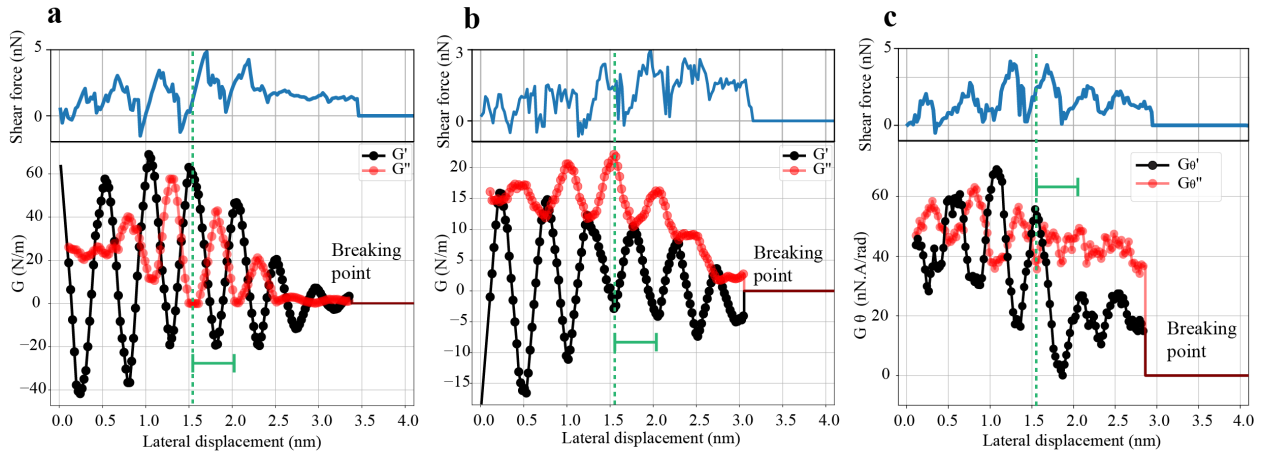 a
Shear force (nN)
5
0
G (N/m)
60
40
20
0
−20
−40
G'
G"
Breaking
point
0.0 0.5 1.0 1.5 2.0 2.5 3.0 3.5 4.0
Lateral displacement (nm)
b
Shear force (nN)
3
0
G (N/m)
20
15
10
5
0
−5
−10
−15
G'
G"
Breaking
point
0.0 0.5 1.0 1.5 2.0 2.5 3.0 3.5 4.0
Lateral displacement (nm)
c
Shear force (nN)
5
0
G θ (nN.A/rad)
60
40
20
0
Gθ'
Gθ"
Breaking
point
0.0 0.5 1.0 1.5 2.0 2.5 3.0 3.5 4.0
Lateral displacement (nm)